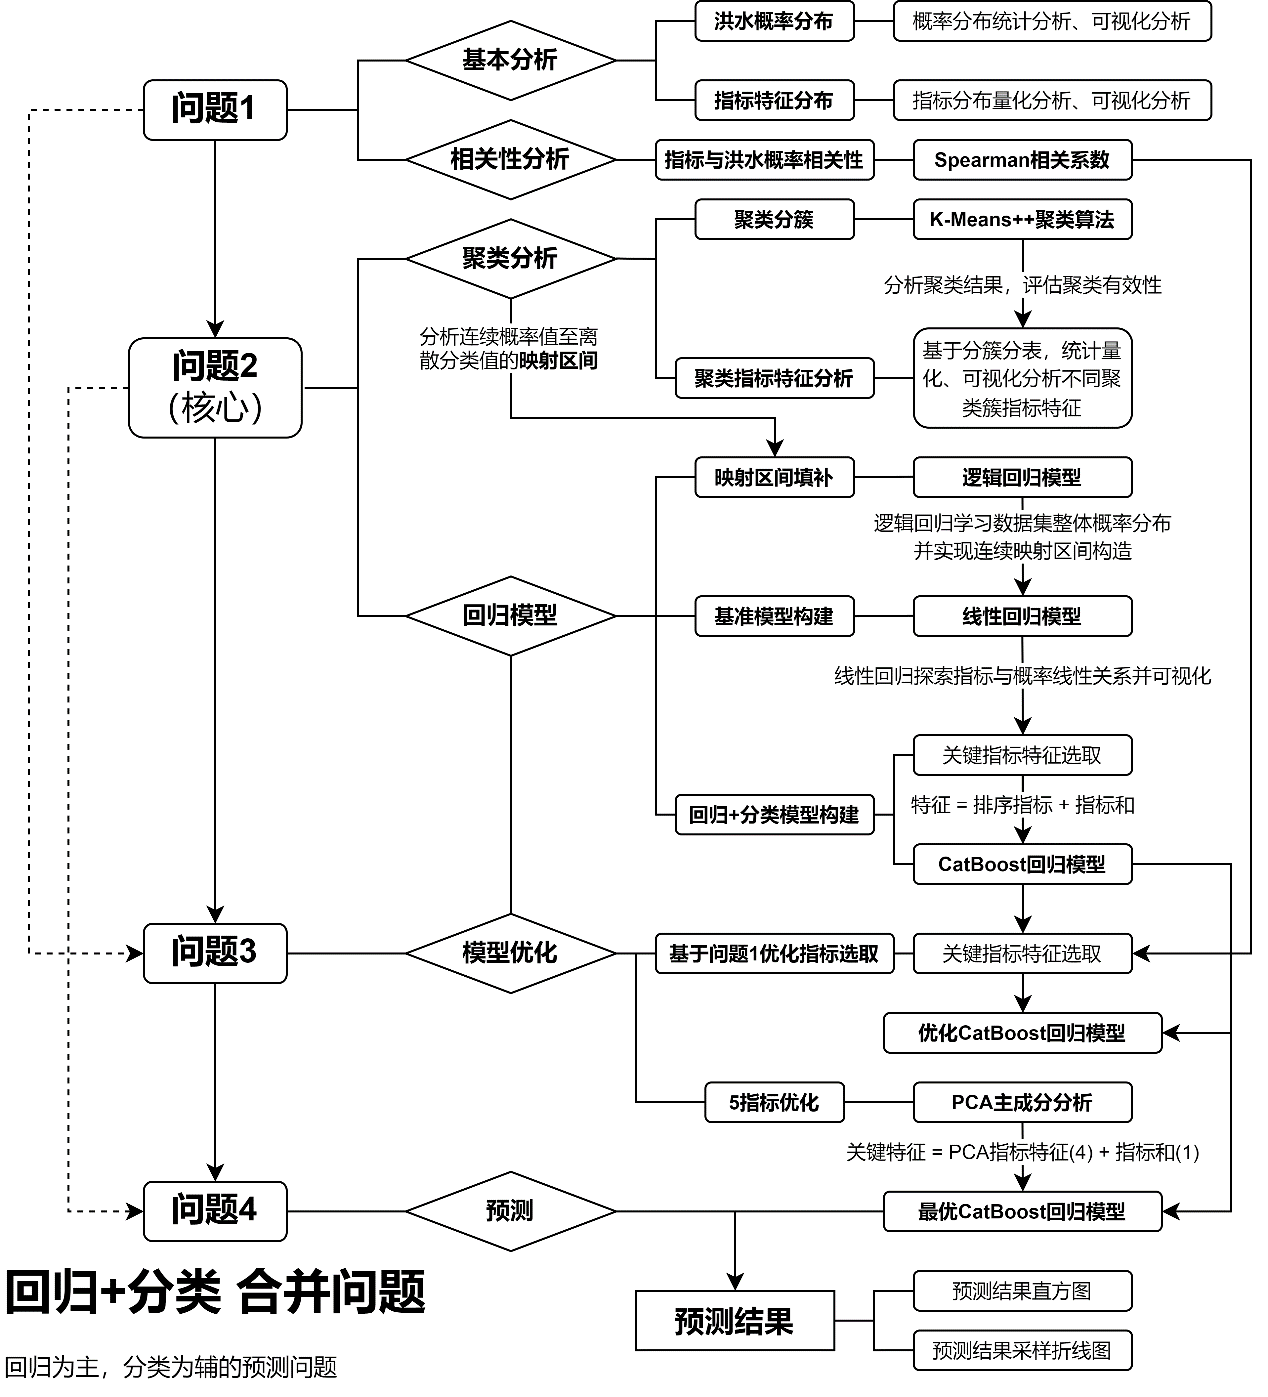 问题1
基本分析
洪水概率分布
概率分布统计分析、可视化分析
指标特征分布
指标分布量化分析、可视化分析
相关性分析
指标与洪水概率相关性
Spearman相关系数
问题2
（核心）
聚类分析
聚类分簇
K-Means++聚类算法
分析聚类结果，评估聚类有效性
聚类指标特征分析
基于分簇分表，统计量
化、可视化分析不同聚
类簇指标特征
分析连续概率值至离
散分类值的映射区间
映射区间填补
逻辑回归模型
逻辑回归学习数据集整体概率分布
并实现连续映射区间构造
回归模型
基准模型构建
线性回归模型
线性回归探索指标与概率线性关系并可视化
回归+分类模型构建
关键指标特征选取
特征 = 排序指标 + 指标和
CatBoost回归模型
问题3
模型优化
基于问题1优化指标选取
关键指标特征选取
优化CatBoost回归模型
5指标优化
PCA主成分分析
关键特征 = PCA指标特征(4) + 指标和(1)
问题4
预测
最优CatBoost回归模型
预测结果
预测结果直方图
预测结果采样折线图
回归+分类 合并问题
回归为主，分类为辅的预测问题